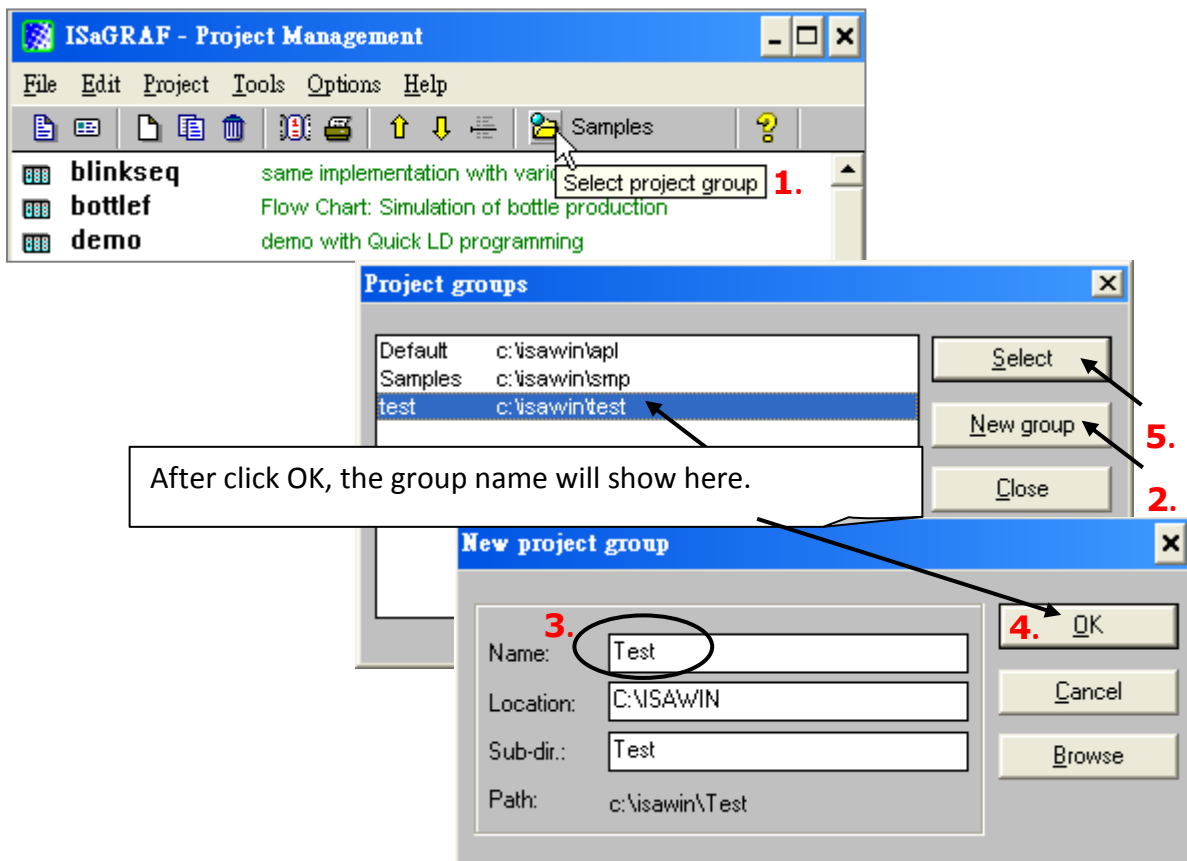 ISaGRAF - Project Management
File Edit Project Tools Options Help
Samples
blinkseq same implementation with vario
Select project group 1.
bottlef Flow Chart: Simulation of bottle production
demo demo with Quick LD programming
Project groups
Default c:\isawin\apl
Samples c:\isawin\smp
test c:\isawin\test
Select
New group
5.
Close
2.
After click OK, the group name will show here.
New project group
3.
Name: Test
4. OK
Location: C:\ISAWIN
Cancel
Sub-dir.: Test
Browse
Path: c:\isawin\Test